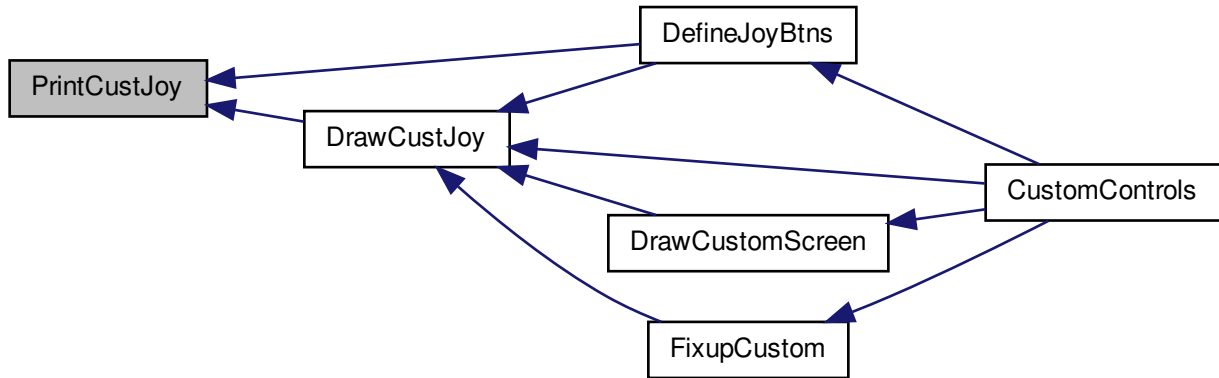 PrintCustJoy
DefineJoyBtns
DrawCustJoy
CustomControls
DrawCustomScreen
FixupCustom